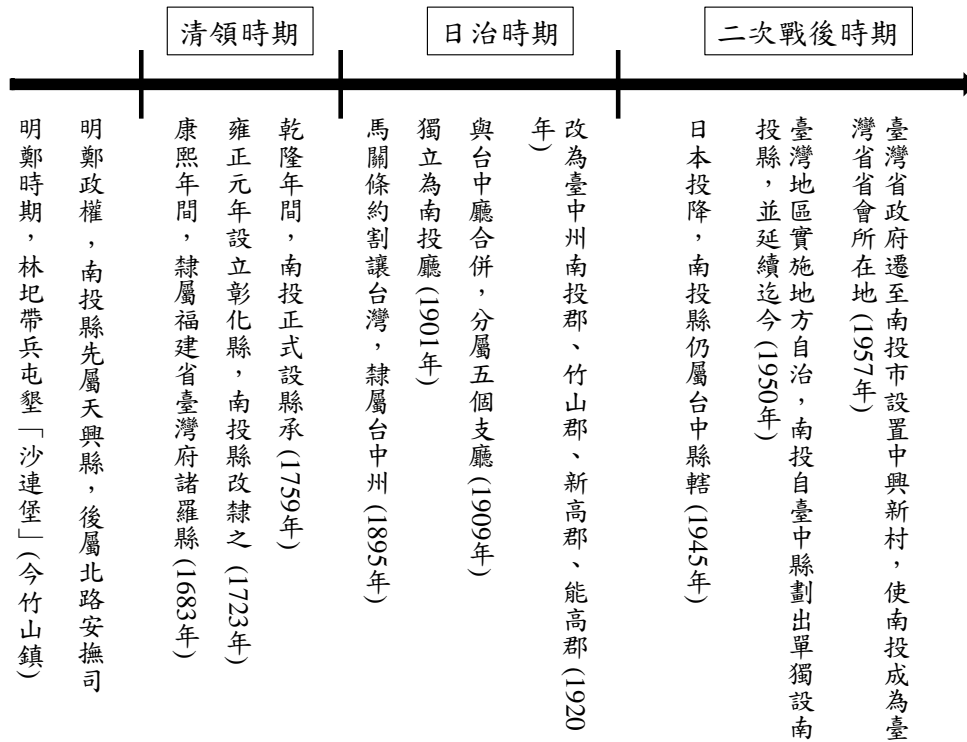 清領時期
日治時期
二次戰後時期
明鄭時期，林圯帶兵屯墾「沙連堡」(今竹山鎮)
明鄭政權，南投縣先屬天興縣，後屬北路安撫司
康熙年間，隸屬福建省臺灣府諸羅縣 (1683年)
雍正元年設立彰化縣，南投縣改隸之 (1723年)
乾隆年間，南投正式設縣承 (1759年)
馬關條約割讓台灣，隸屬台中州 (1895年)
獨立為南投廳 (1901年)
與台中廳合併，分屬五個支廳 (1909年)
改為臺中州南投郡、竹山郡、新高郡、能高郡 (1920
年)
日本投降，南投縣仍屬台中縣轄 (1945年)
臺灣地區實施地方自治，南投自臺中縣劃出單獨設南
投縣，並延續迄今 (1950年)
臺灣省政府遷至南投市設置中興新村，使南投成為臺
灣省省會所在地 (1957年)